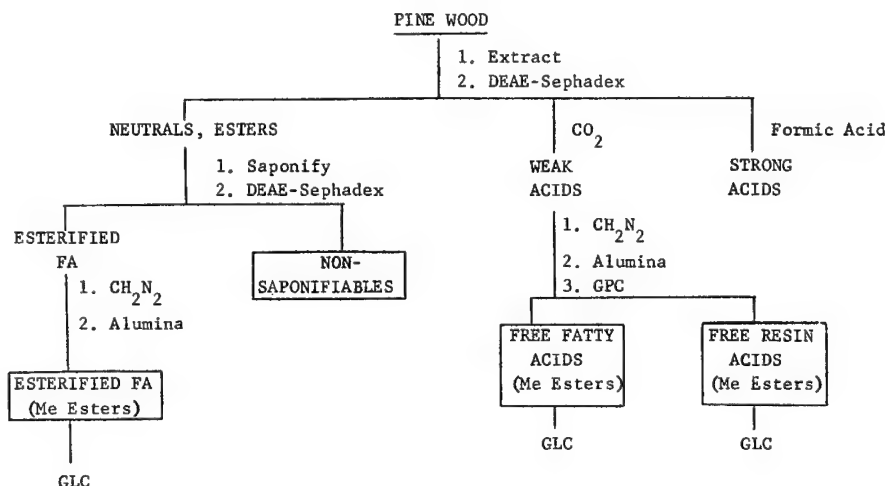 PINE WOOD
1. Extract
2. DEAE-Sephadex
NEUTRALS, ESTERS
CO2
Formic Acid
1. Saponify
2. DEAE-Sephadex
WEAK
ACIDS
STRONG
ACIDS
ESTERIFIED
FA
NON-
SAPONIFIABLES
1. CH2N2
2. Alumina
1. CH2N2
2. Alumina
3. GPC
ESTERIFIED FA
(Me Esters)
FREE FATTY
ACIDS
(Me Esters)
FREE RESIN
ACIDS
(Me Esters)
GLC
GLC
GLC